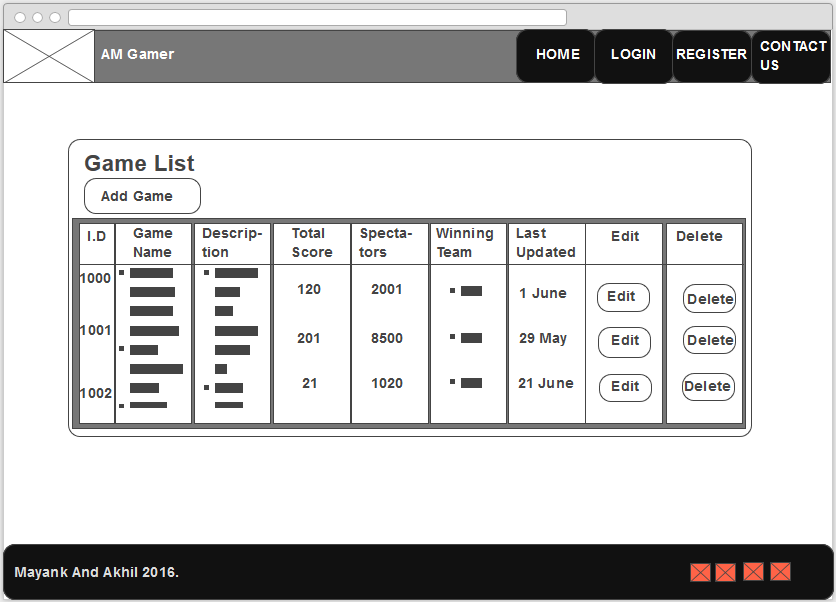 AM Gamer
HOME
LOGIN
REGISTER
CONTACT
US
Game List
Add Game
I.D
Game
Name
Descrip-
tion
Total
Score
Specta-
tors
Winning
Team
Last
Updated
Edit
Delete
1000
120
2001
1 June
Edit
Delete
1001
201
8500
29 May
Edit
Delete
1002
21
1020
21 June
Edit
Delete
Mayank And Akhil 2016.